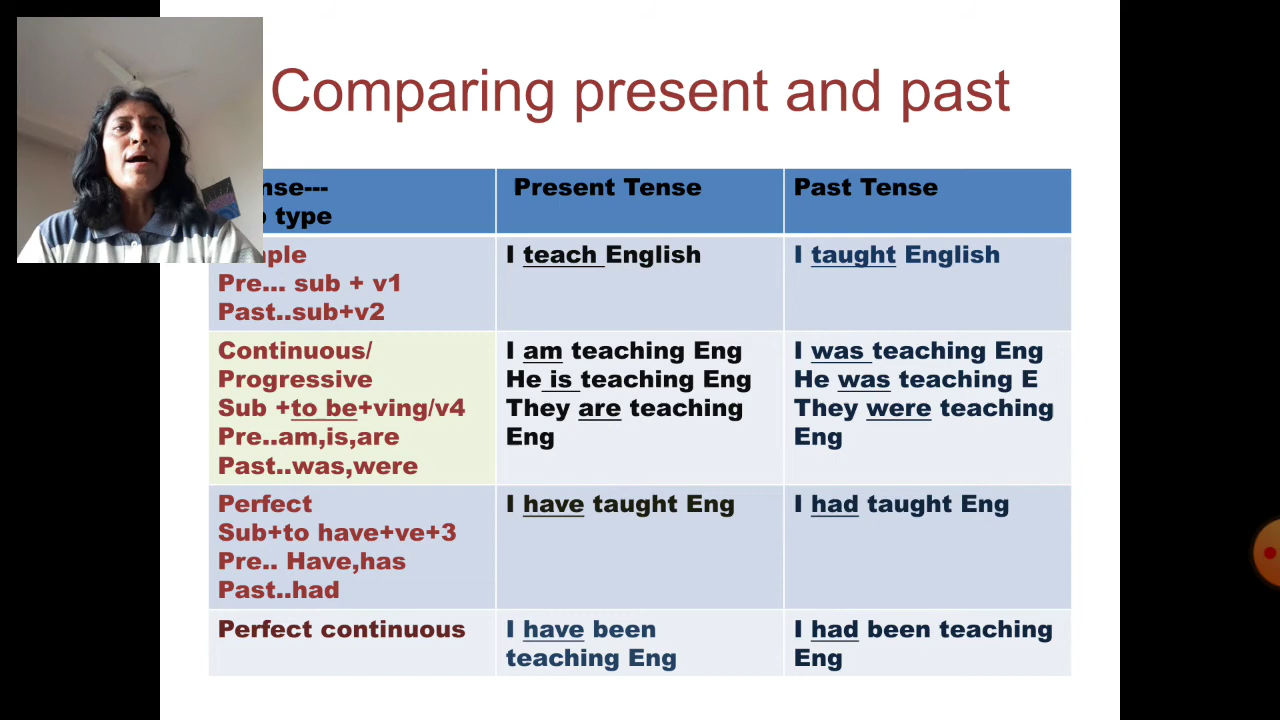 Comparing present and past
type
Present Tense
Past Tense
Pre... sub + v1
Past..sub+v2
I teach English
I taught English
Continuous/
Progressive
Sub +to be+ving/v4
Pre..am,is,are
Past..was,were
I am teaching Eng
He is teaching Eng
They are teaching
Eng
I was teaching Eng
He was teaching E
They were teaching
Eng
Perfect
Sub+to have+ve+3
Pre.. Have,has
Past..had
I have taught Eng
I had taught Eng
Perfect continuous
I have been
teaching Eng
I had been teaching
Eng